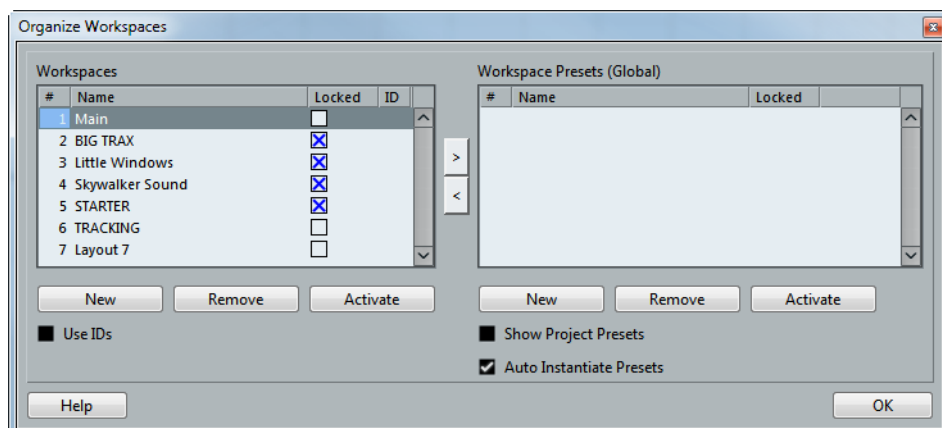 Organize Workspaces
Workspaces
# Name Locked ID
1 Main
2 BIG TRAX
3 Little Windows
4 Skywalker Sound
5 STARTER
6 TRACKING
7 Layout 7
New Remove Activate
Use IDs
>
<
Workspace Presets (Global)
# Name Locked
New Remove Activate
Show Project Presets
Auto Instantiate Presets
Help OK